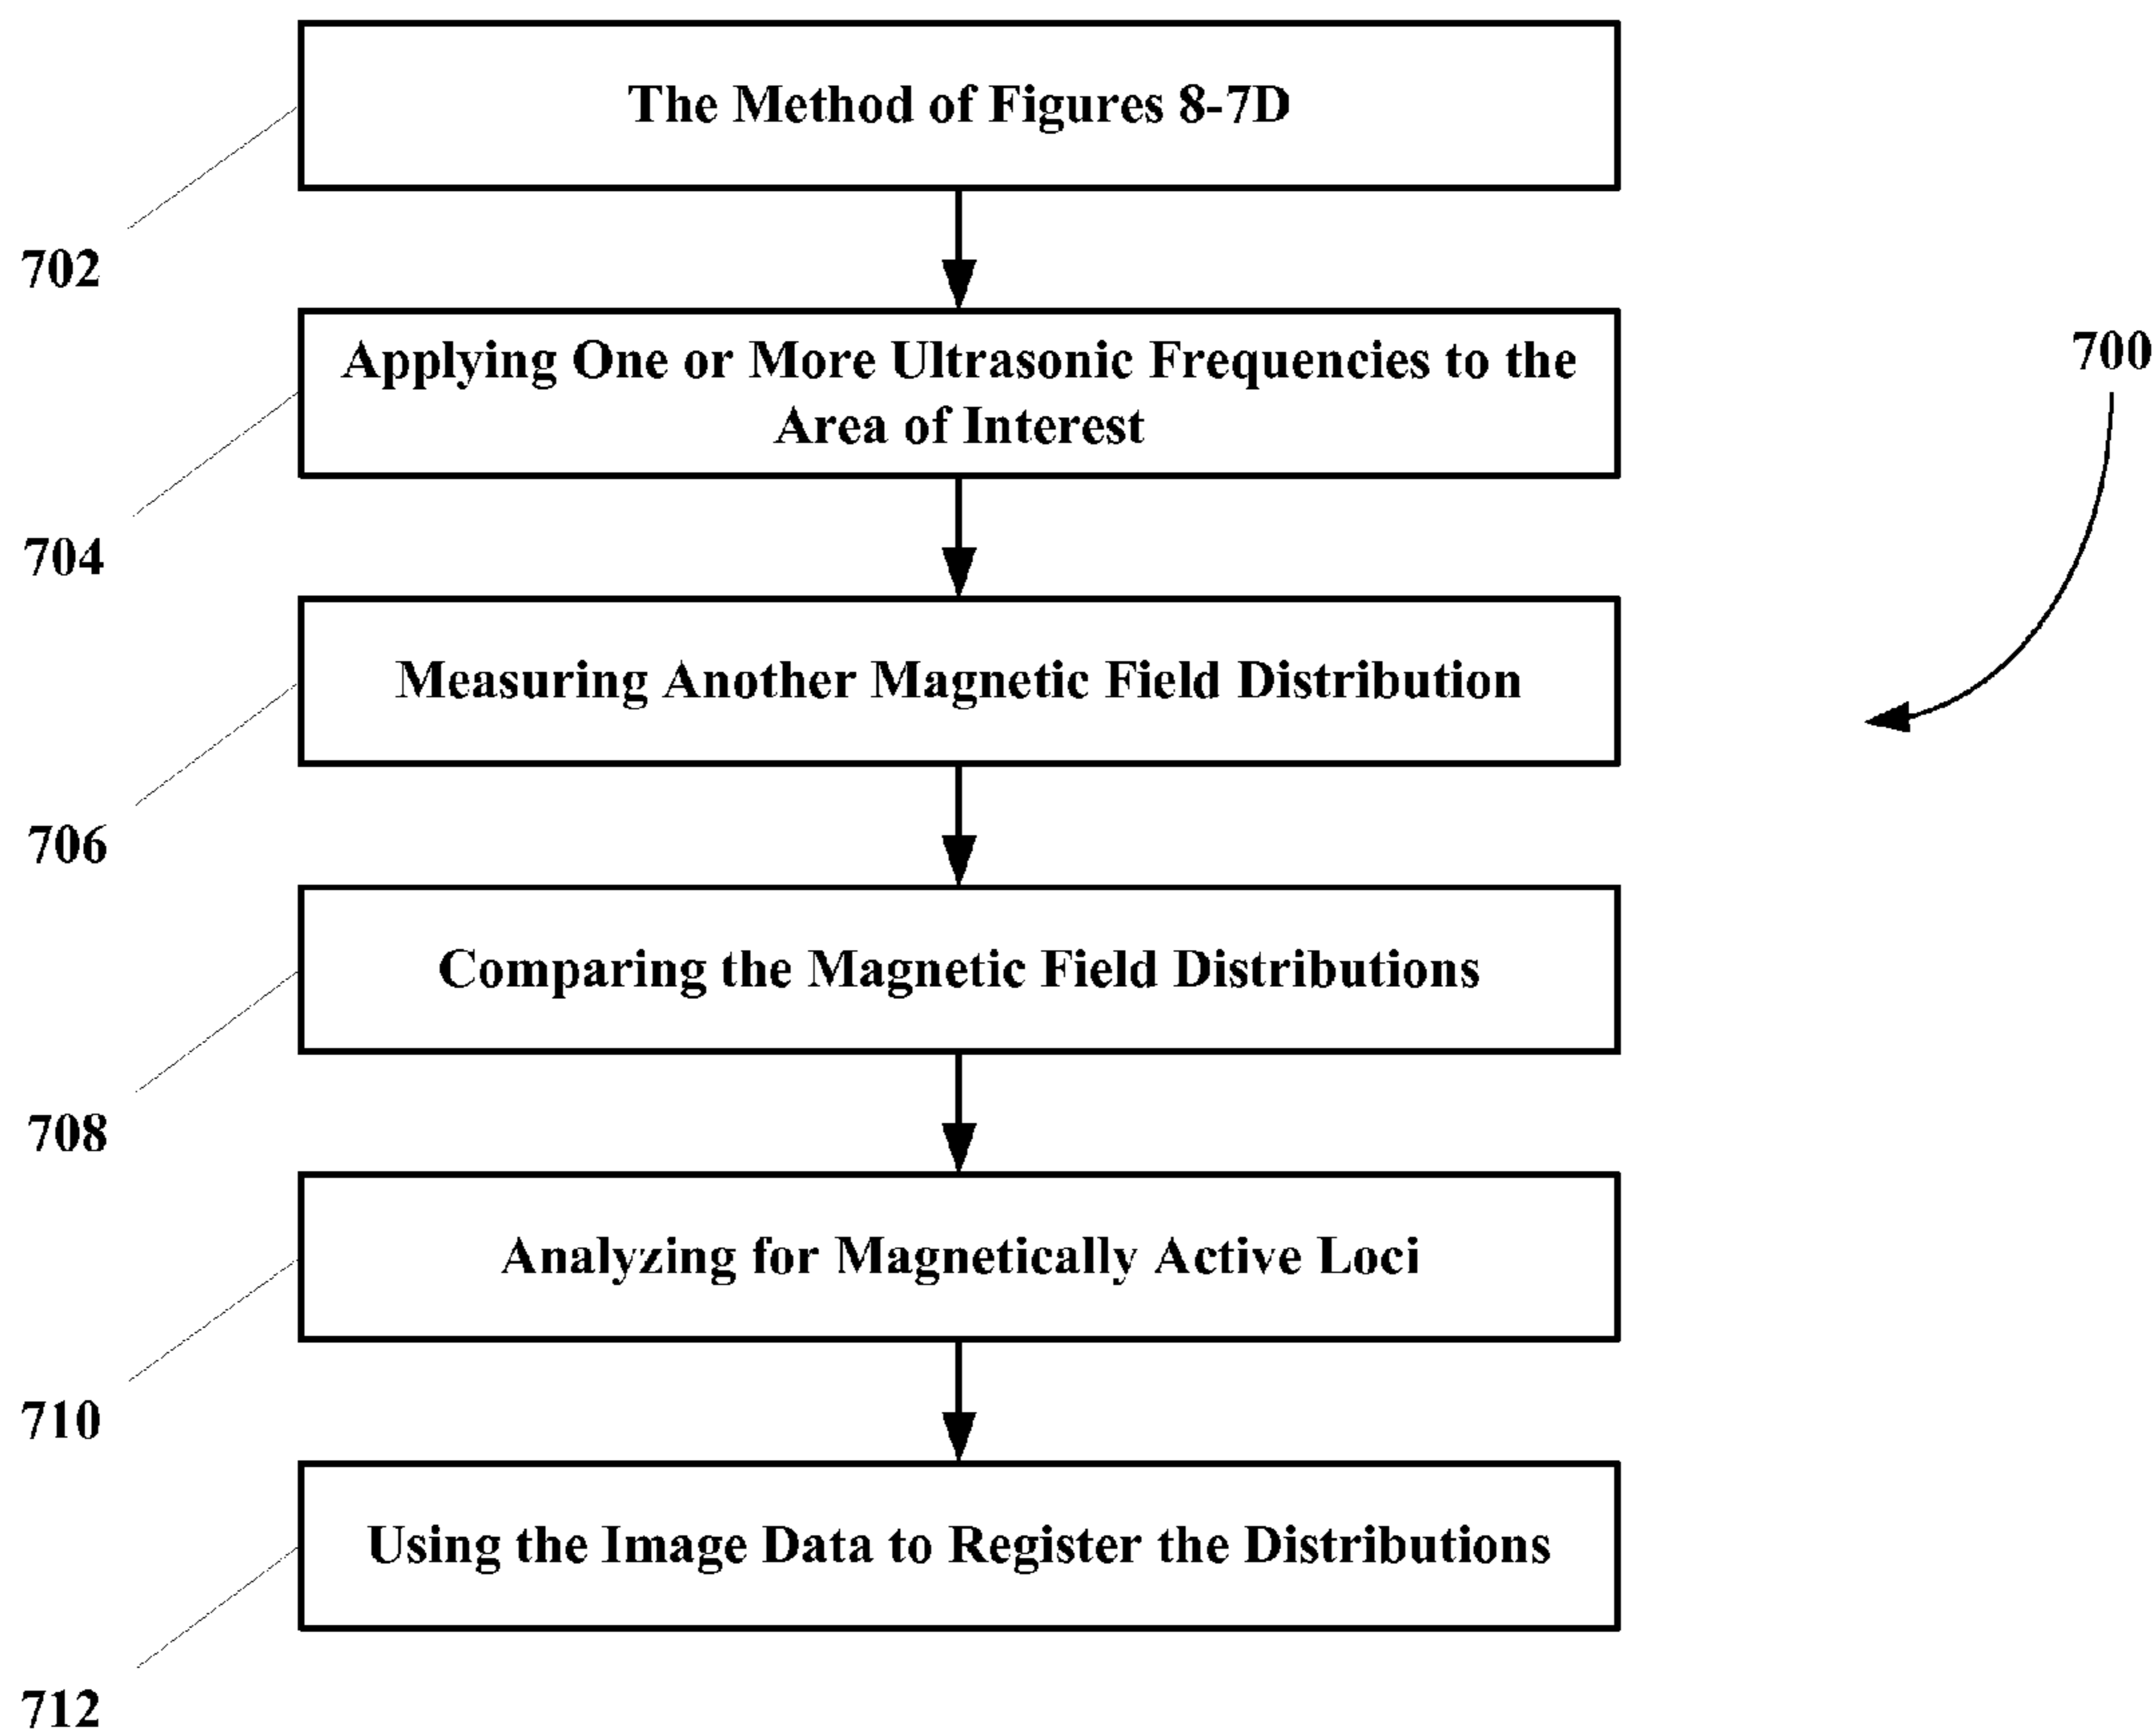 The Method of Figures 8-7D
702
Applying One or More Ultrasonic Frequencies to the
Area of Interest
700
704
Measuring Another Magnetic Field Distribution
706
Comparing the Magnetic Field Distributions
708
Analyzing for Magnetically Active Loci
710
Using the Image Data to Register the Distributions
712